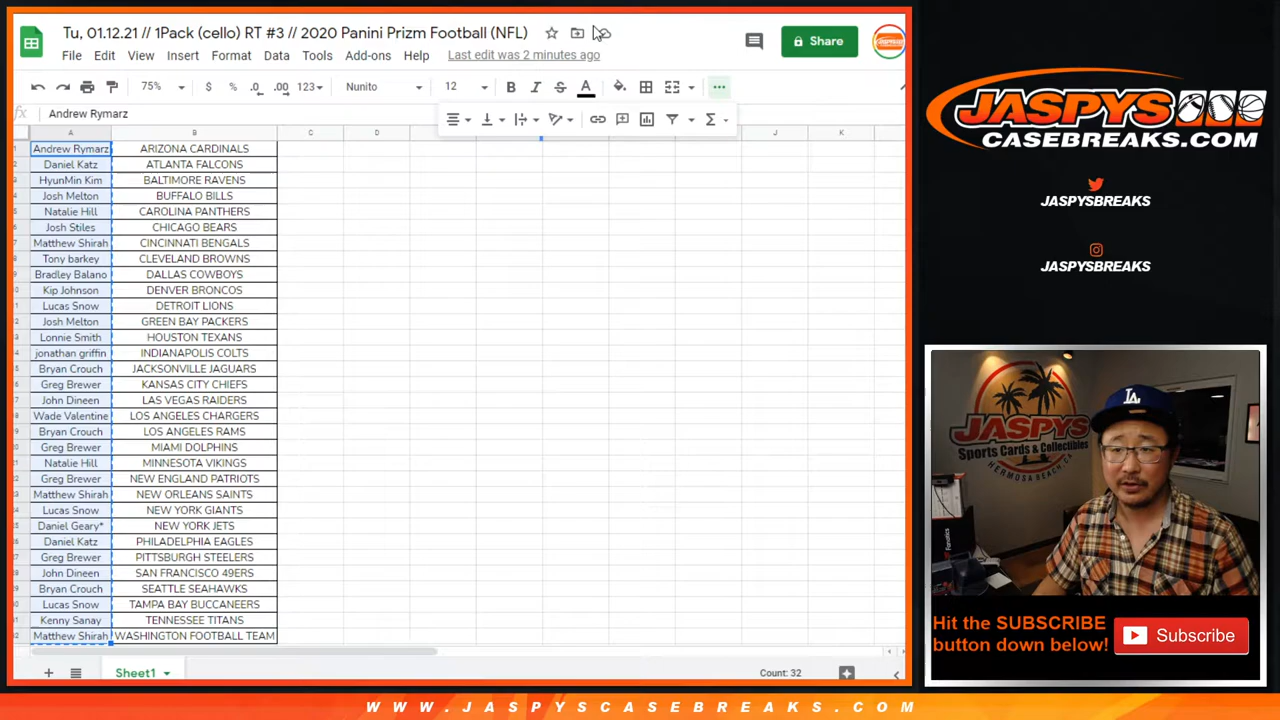 Tu, 01.12.21 // 1Pack (cello) RT #3 // 2020 Panini Prizm Football (NFL)
File Edit View Insert Format Data Tools Add-ons Help Last edit was 2 minutes ago
Share
75% $ % .0 .00 123 Nunito 12 B I S A
fx Andrew Rymarz
A B C D J K
Andrew Rymarz ARIZONA CARDINALS
Daniel Katz ATLANTA FALCONS
HyunMin Kim BALTIMORE RAVENS
Josh Melton BUFFALO BILLS
Natalie Hill CAROLINA PANTHERS
Josh Stiles CHICAGO BEARS
Matthew Shirah CINCINNATI BENGALS
Tony barkey CLEVELAND BROWNS
Bradley Balano DALLAS COWBOYS
Kip Johnson DENVER BRONCOS
Lucas Snow DETROIT LIONS
Josh Melton GREEN BAY PACKERS
Lonnie Smith HOUSTON TEXANS
jonathan griffin INDIANAPOLIS COLTS
Bryan Crouch JACKSONVILLE JAGUARS
Greg Brewer KANSAS CITY CHIEFS
John Dineen LAS VEGAS RAIDERS
Wade Valentine LOS ANGELES CHARGERS
Bryan Crouch LOS ANGELES RAMS
Greg Brewer MIAMI DOLPHINS
Natalie Hill MINNESOTA VIKINGS
Greg Brewer NEW ENGLAND PATRIOTS
Matthew Shirah NEW ORLEANS SAINTS
Lucas Snow NEW YORK GIANTS
Daniel Geary* NEW YORK JETS
Daniel Katz PHILADELPHIA EAGLES
Greg Brewer PITTSBURGH STEELERS
John Dineen SAN FRANCISCO 49ERS
Bryan Crouch SEATTLE SEAHAWKS
Lucas Snow TAMPA BAY BUCCANEERS
Kenny Sanay TENNESSEE TITANS
Matthew Shirah WASHINGTON FOOTBALL TEAM
Sheet1
Count: 32
JASPYS
CASEBREAKS.COM
JASPYSBREAKS
JASPYSBREAKS
JASPYS
Sports Cards & Collectibles
HERMOSA BEACH, CA
LA
Fanatics
Hit the SUBSCRIBE
button down below!
Subscribe
WWW.JASPYSCASEBREAKS.COM